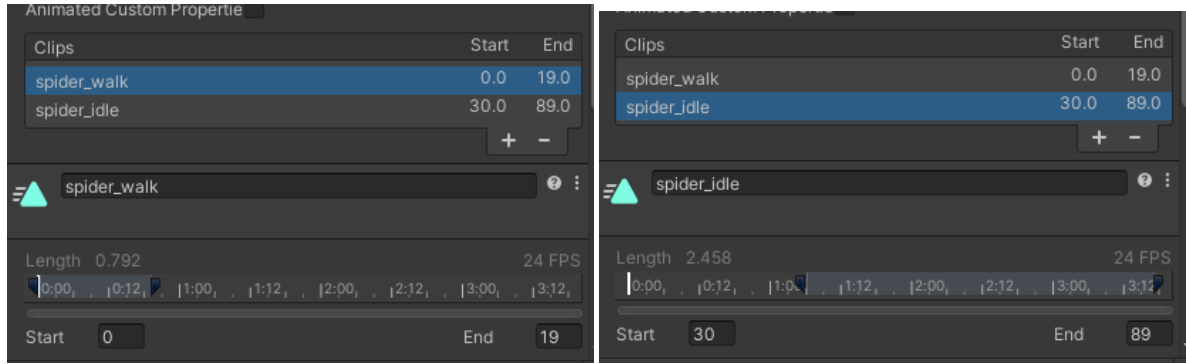 Animated Custom Propertie
Clips Start End
spider_walk 0.0 19.0
spider_idle 30.0 89.0
+ -
spider_walk
Length 0.792 24 FPS
0:00 0:12 1:00 1:12 2:00 2:12 3:00 3:12
Start 0 End 19
Clips Start End
spider_walk 0.0 19.0
spider_idle 30.0 89.0
+ -
spider_idle
Length 2.458 24 FPS
0:00 0:12 1:12 2:00 2:12 3:00 3:12
Start 30 End 89